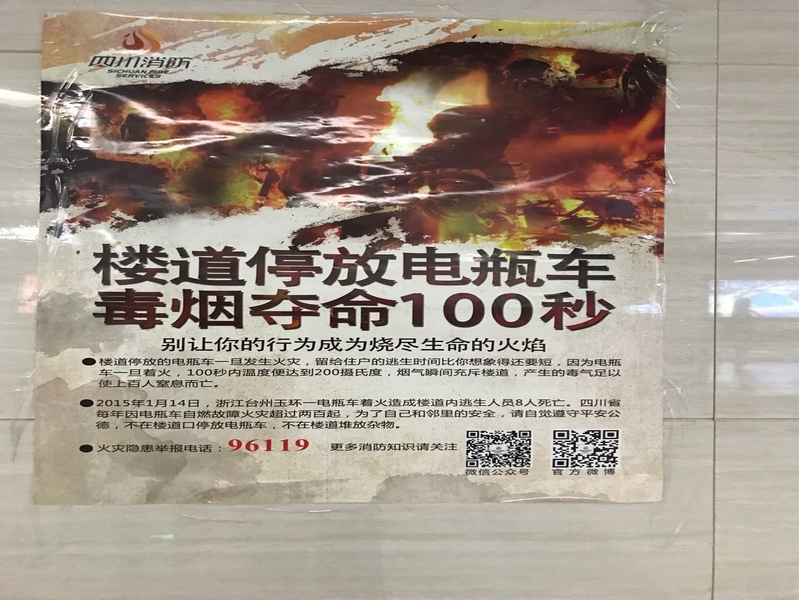 四川消防
SICHUAN FIRE
SERVICES
楼道停放电瓶车
毒烟夺命100秒
别让你的行为成为烧尽生命的火焰
●楼道停放的电瓶车一旦发生火灾，留给住户的逃生时间比你想象得还要短，因为电瓶
车一旦着火，100秒内温度便达到200摄氏度，烟气瞬间充斥楼道，产生的毒气足以
使上百人窒息而亡。
●2015年1月14日，浙江台州玉环一电瓶车着火造成楼道内逃生人员8人死亡。四川省
每年因电瓶车自燃故障火灾超过两百起，为了自己和邻里的安全，请自觉遵守平安公
德，不在楼道口停放电瓶车，不在楼道堆放杂物。
●火灾隐患举报电话：96119 更多消防知识请关注
微信公众号 官方微博